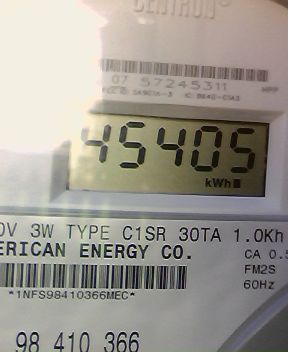 CENTRON®
07 57245311
45405
kWh
0V 3W TYPE C1SR 30TA 1.0Kh
ERICAN ENERGY CO. CA 0.5
FM2S
*1NFS98410366MEC* 60Hz
98 410 366